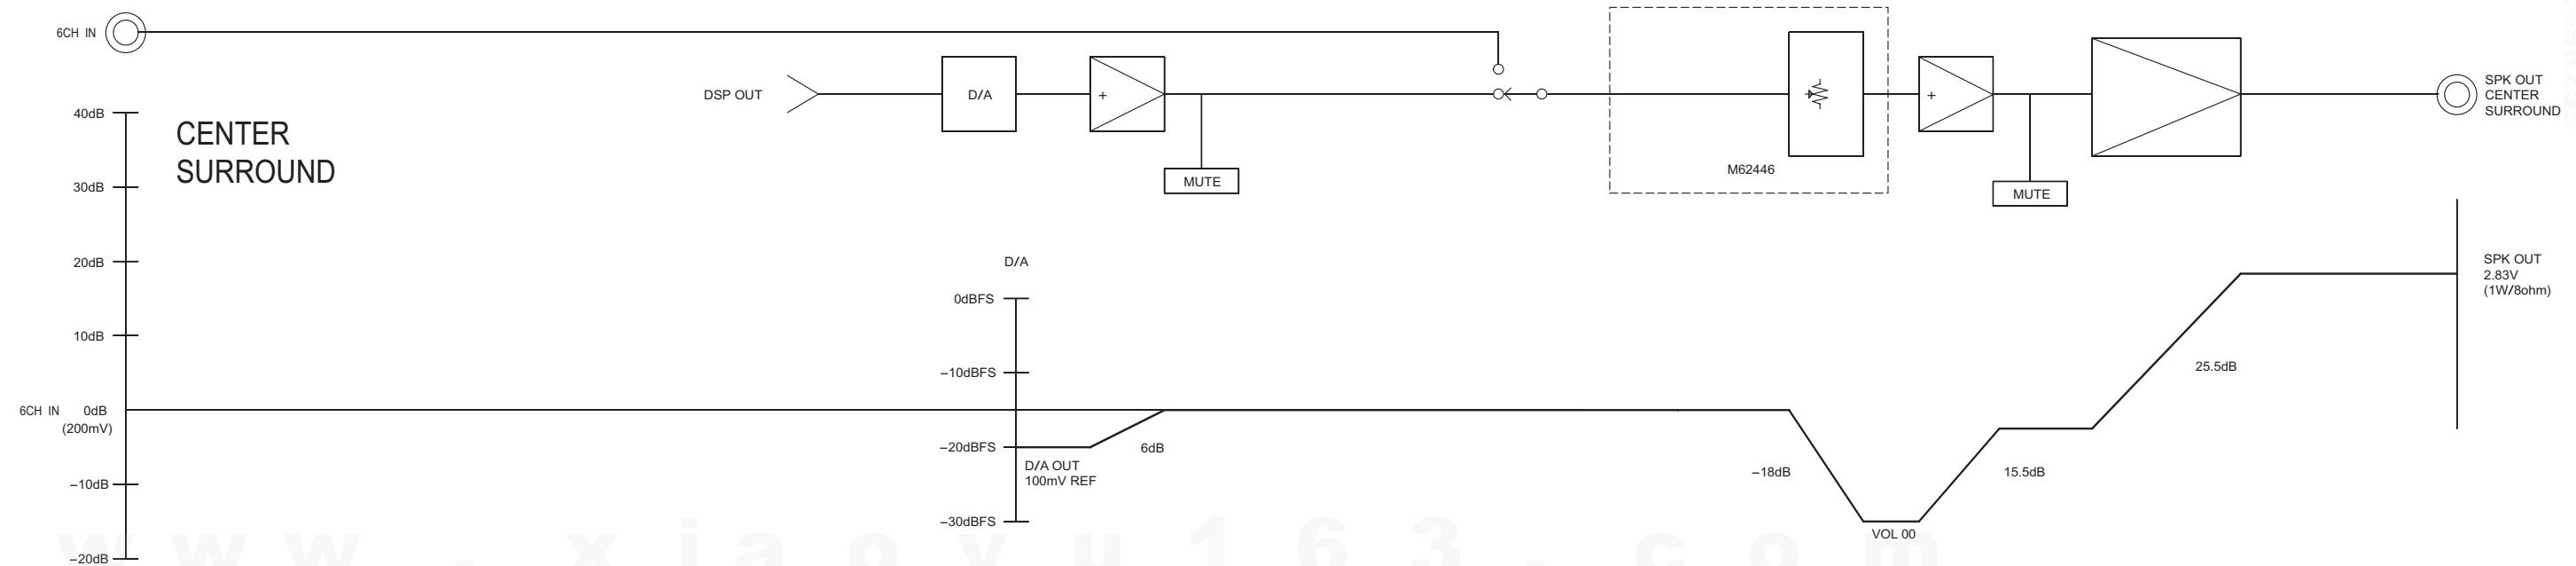 6CH IN
DSP OUT
D/A
+
MUTE
M62446
+
MUTE
SPK OUT
CENTER
SURROUND
CENTER
SURROUND
40dB
30dB
20dB
10dB
6CH IN 0dB
(200mV)
–10dB
–20dB
D/A
0dBFS
–10dBFS
–20dBFS
–30dBFS
D/A OUT
100mV REF
6dB
–18dB
VOL 00
15.5dB
25.5dB
SPK OUT
2.83V
(1W/8ohm)
www.xiaoyu163.com